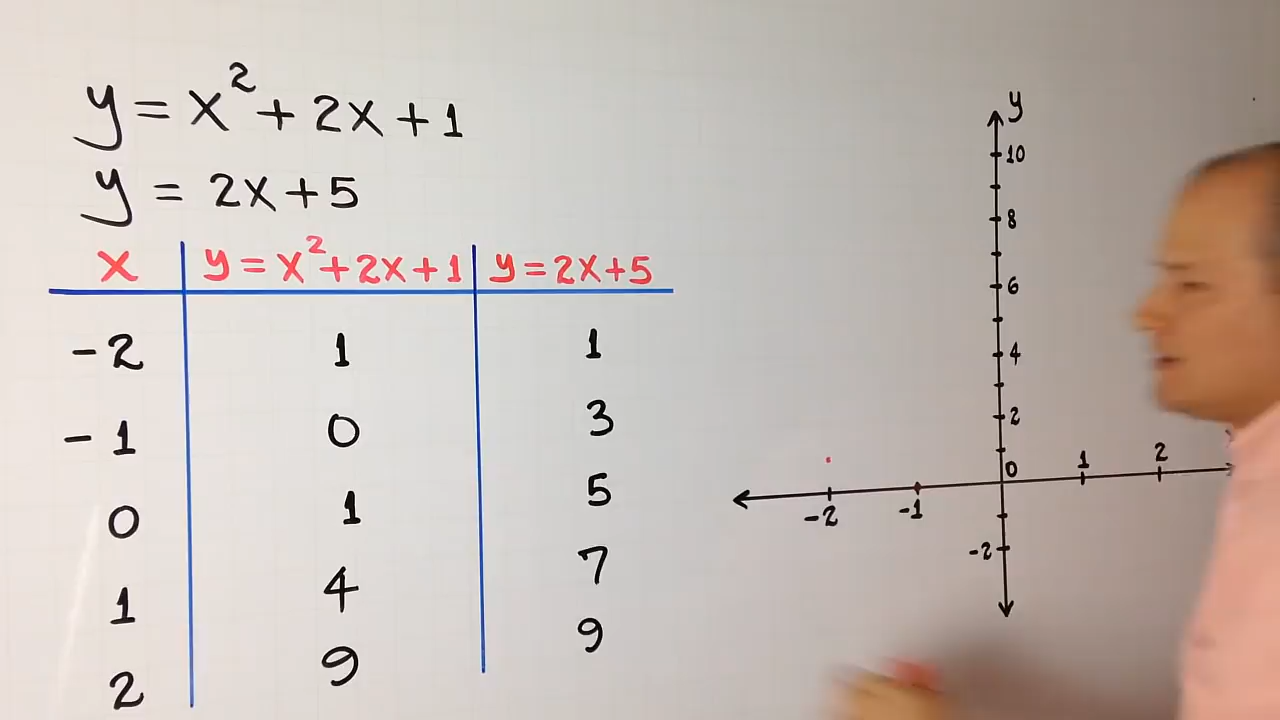 y = x² + 2x + 1
y = 2x + 5
x y = x² + 2x + 1 y = 2x + 5
-2 1 1
-1 0 3
0 1 5
1 4 7
2 9 9
y
10
8
6
4
2
0 1 2
-2 -1
-2